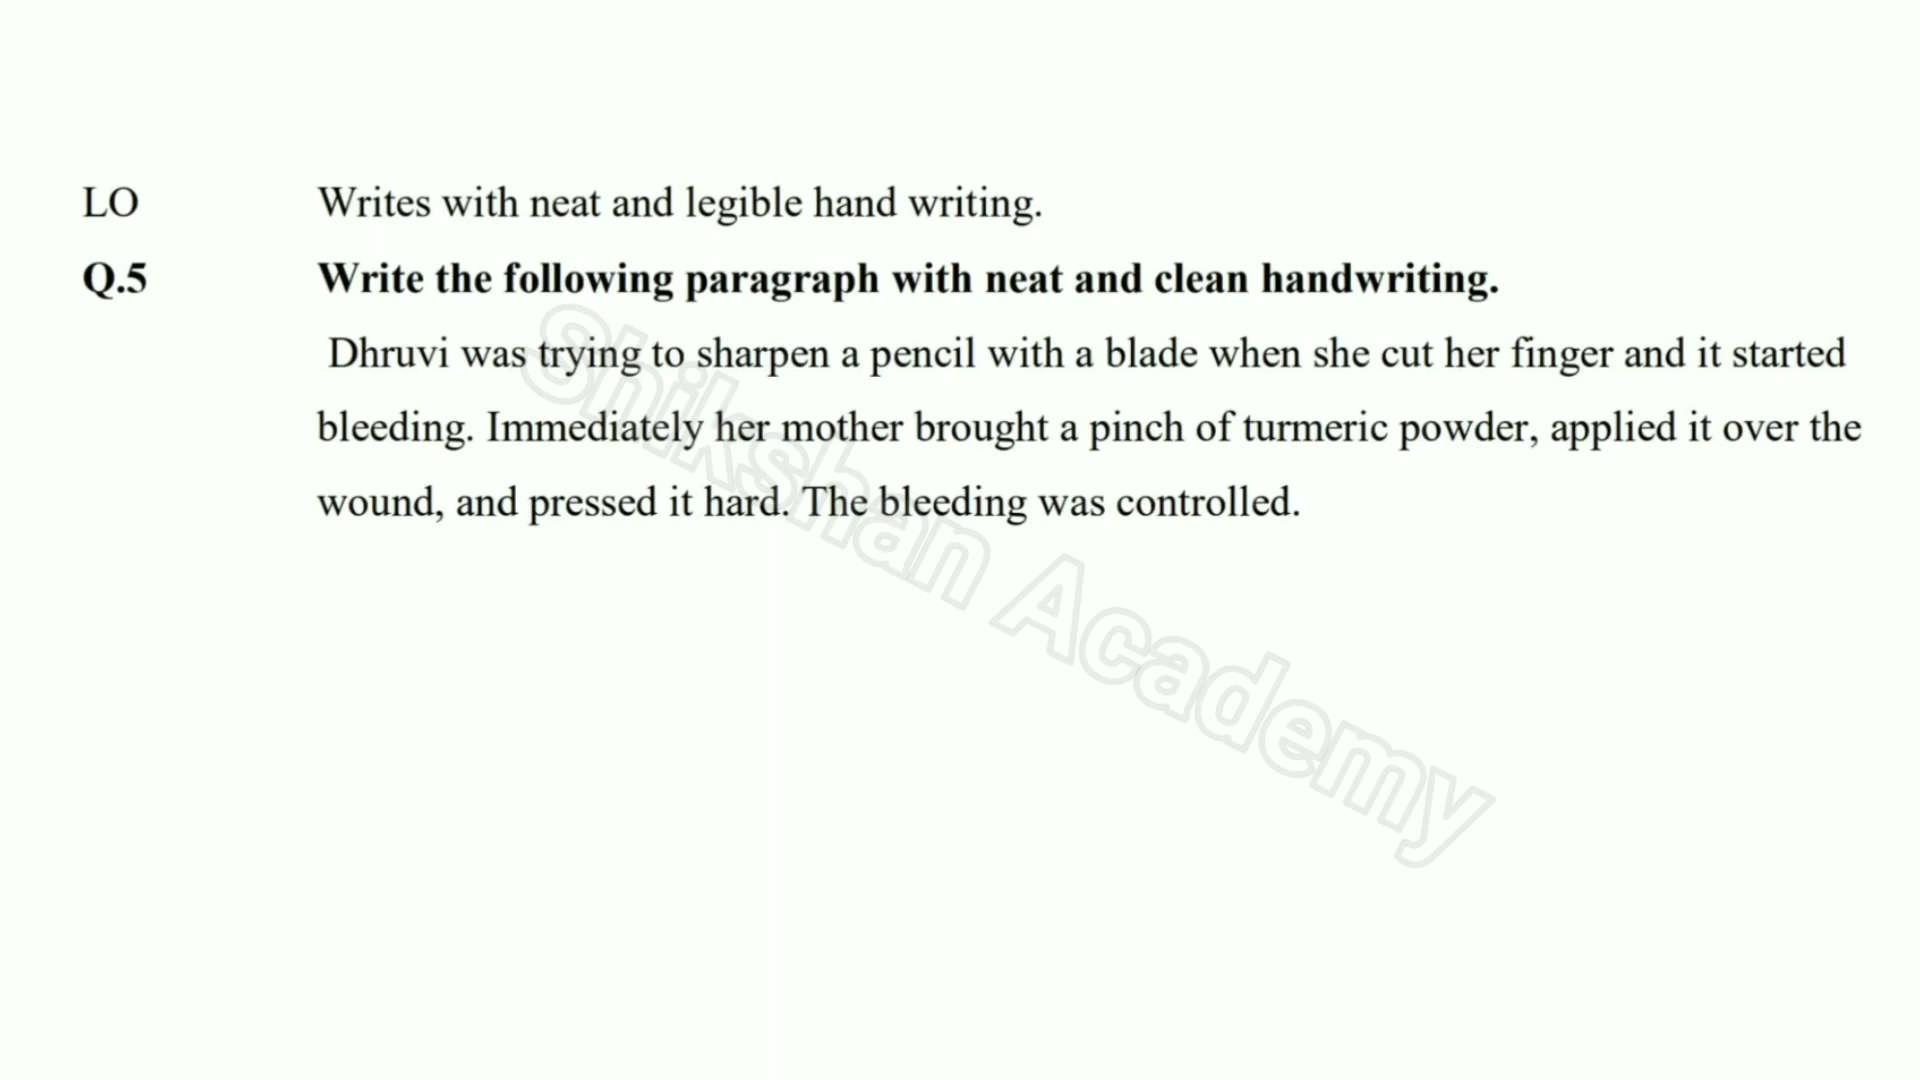 LO Writes with neat and legible hand writing.
Q.5 Write the following paragraph with neat and clean handwriting.
Dhruvi was trying to sharpen a pencil with a blade when she cut her finger and it started
bleeding. Immediately her mother brought a pinch of turmeric powder, applied it over the
wound, and pressed it hard. The bleeding was controlled.
Shikshan Academy